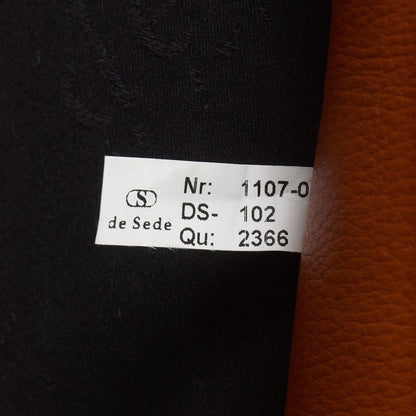 Nr: 1107-0
S
DS- 102
de Sede
Qu: 2366